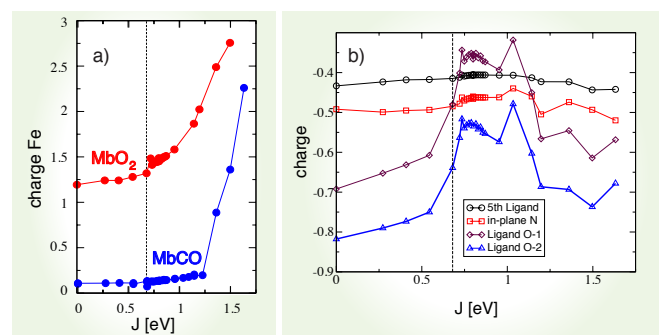 a)
3
2.5
2
1.5
1
0.5
0
charge Fe
MbO2
MbCO
0
0.5
1
1.5
J [eV]
b)
-0.4
-0.5
-0.6
-0.7
-0.8
-0.9
charge
5th Ligand
in-plane N
Ligand O-1
Ligand O-2
0
0.5
1
1.5
J [eV]